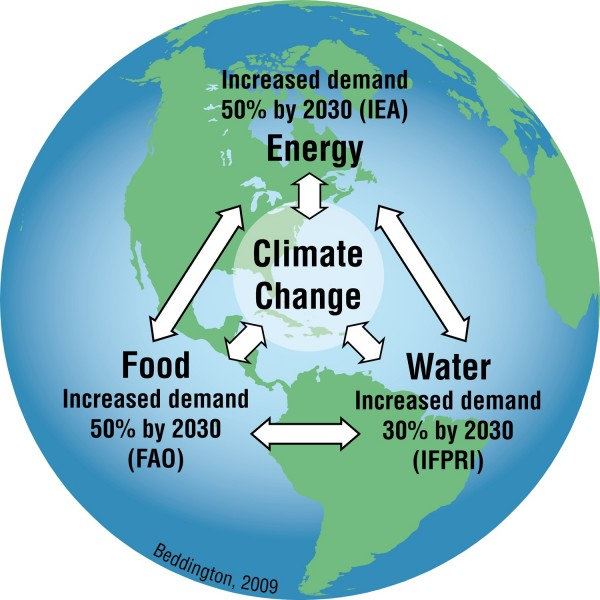 Increased demand
50% by 2030 (IEA)
Energy
Climate
Change
Food
Increased demand
50% by 2030
(FAO)
Water
Increased demand
30% by 2030
(IFPRI)
Beddington, 2009